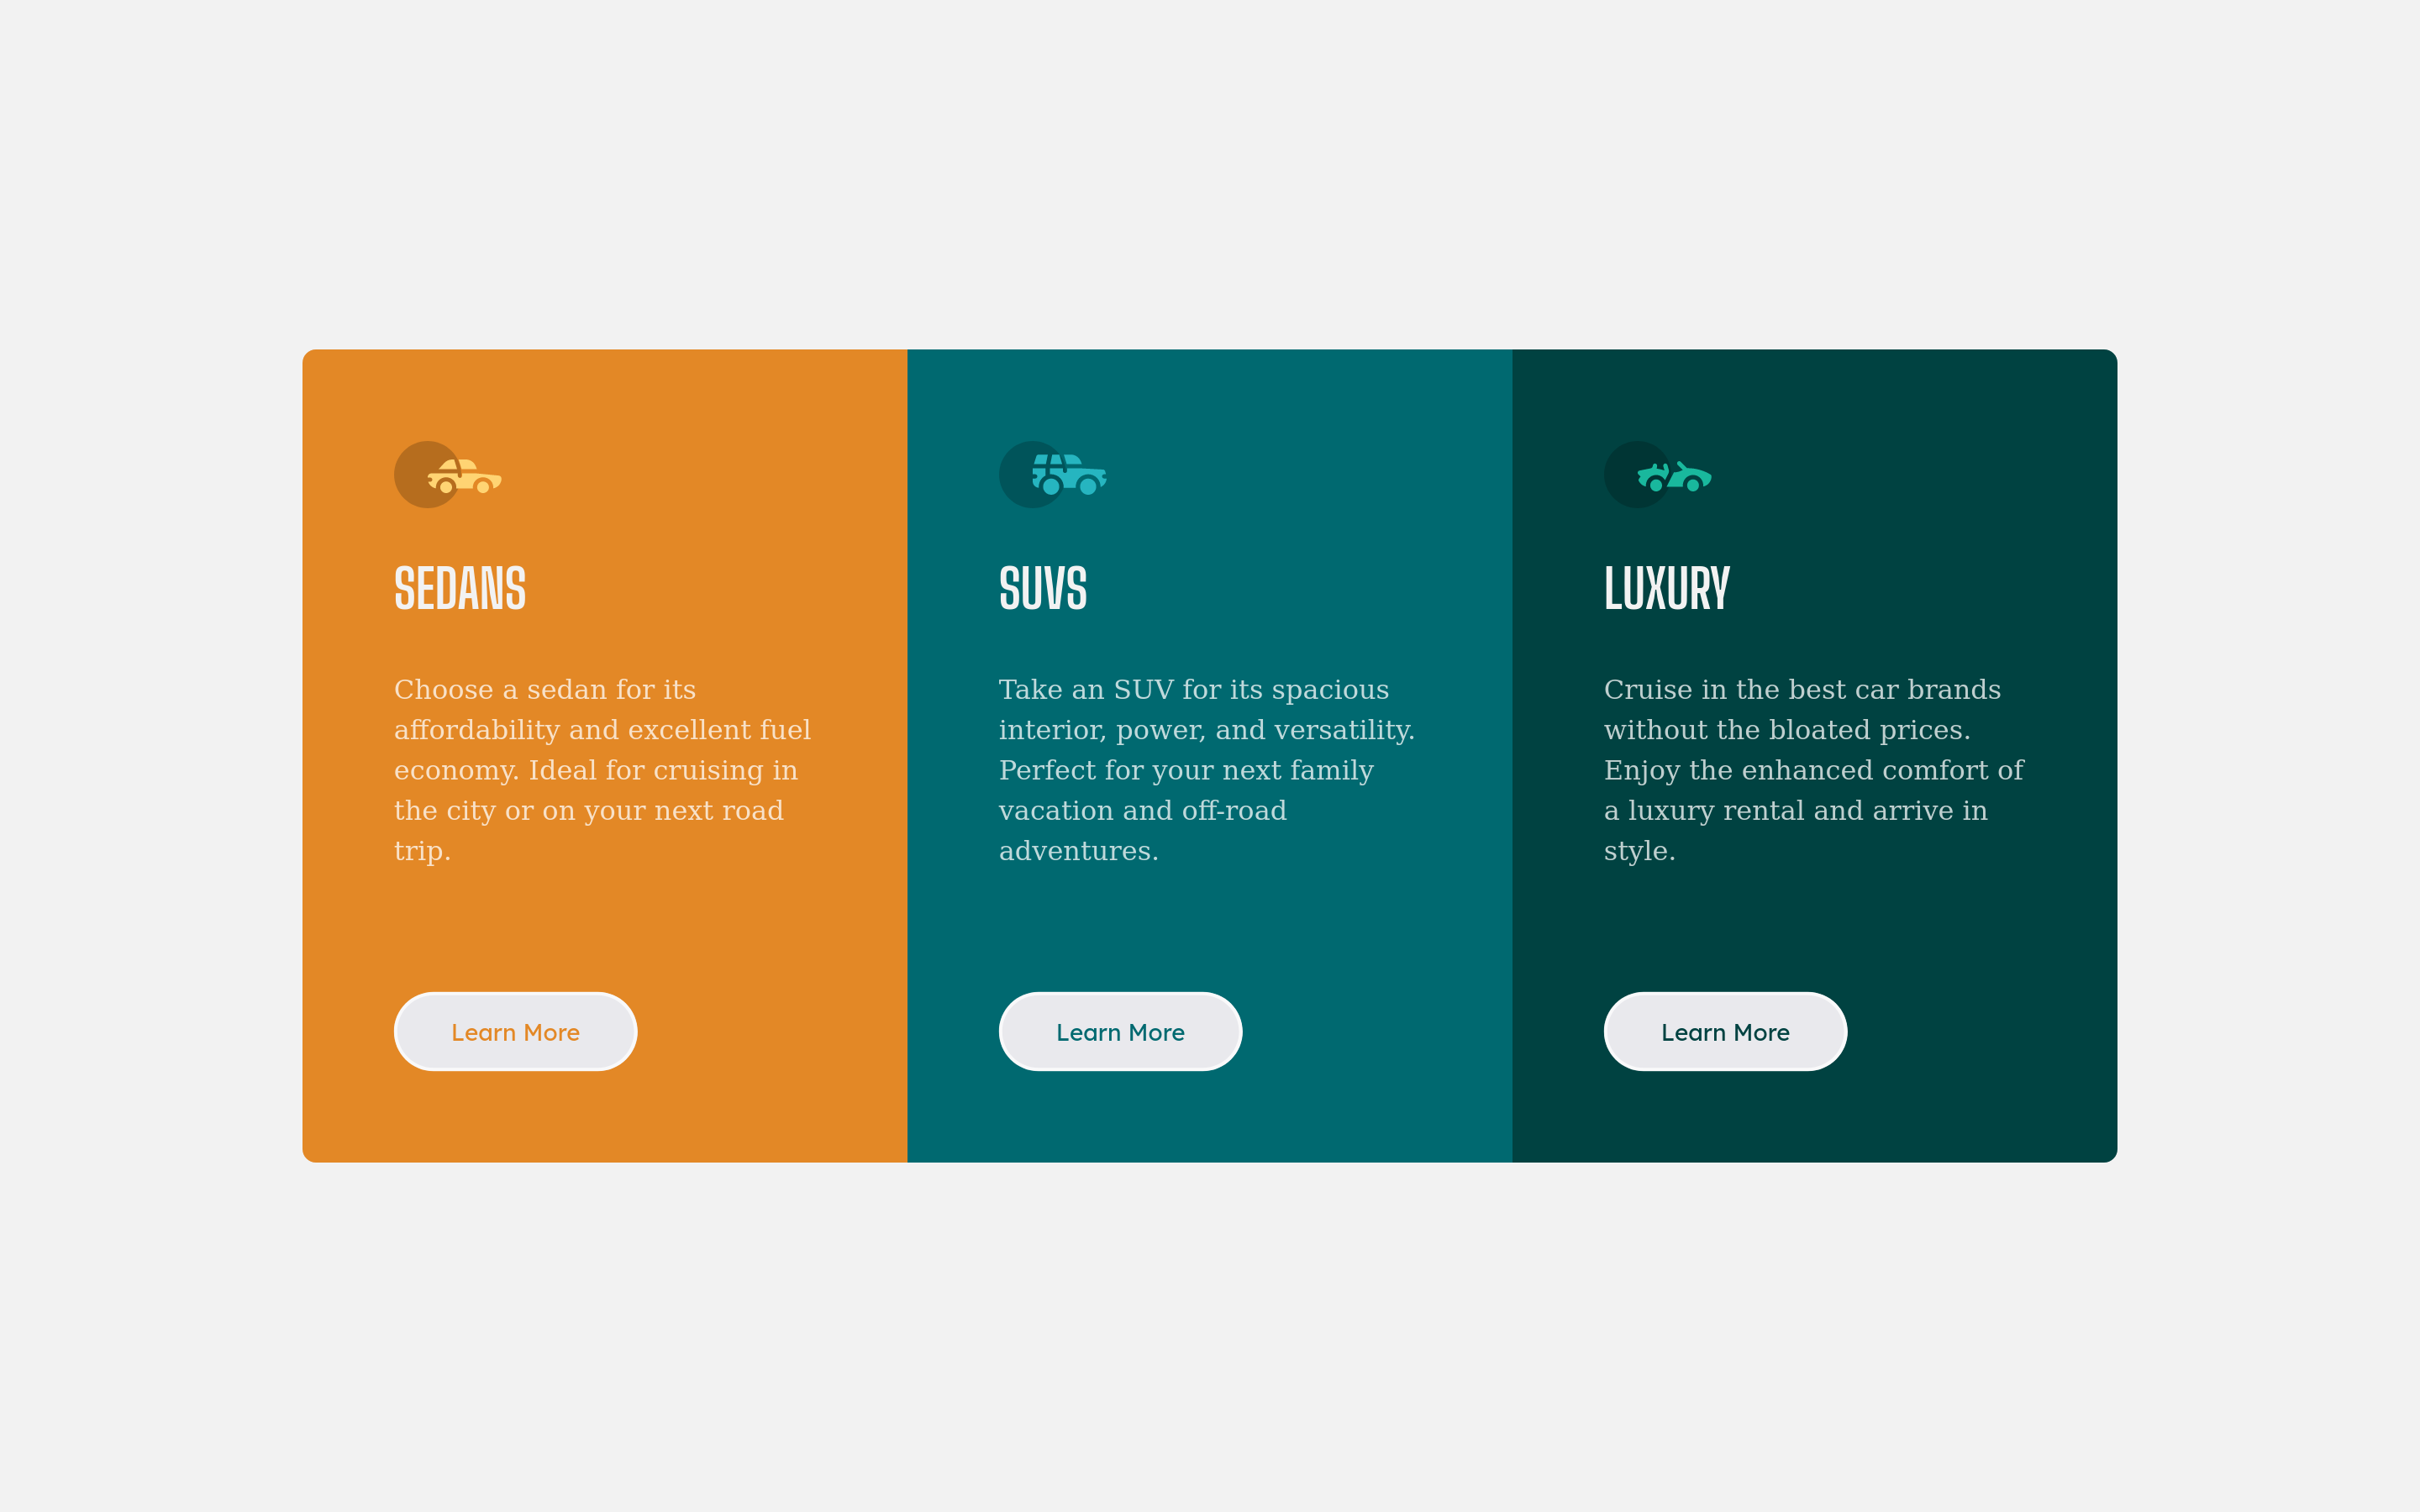 SEDANS
Choose a sedan for its
affordability and excellent fuel
economy. Ideal for cruising in
the city or on your next road
trip.
Learn More
SUVS
Take an SUV for its spacious
interior, power, and versatility.
Perfect for your next family
vacation and off-road
adventures.
Learn More
LUXURY
Cruise in the best car brands
without the bloated prices.
Enjoy the enhanced comfort of
a luxury rental and arrive in
style.
Learn More